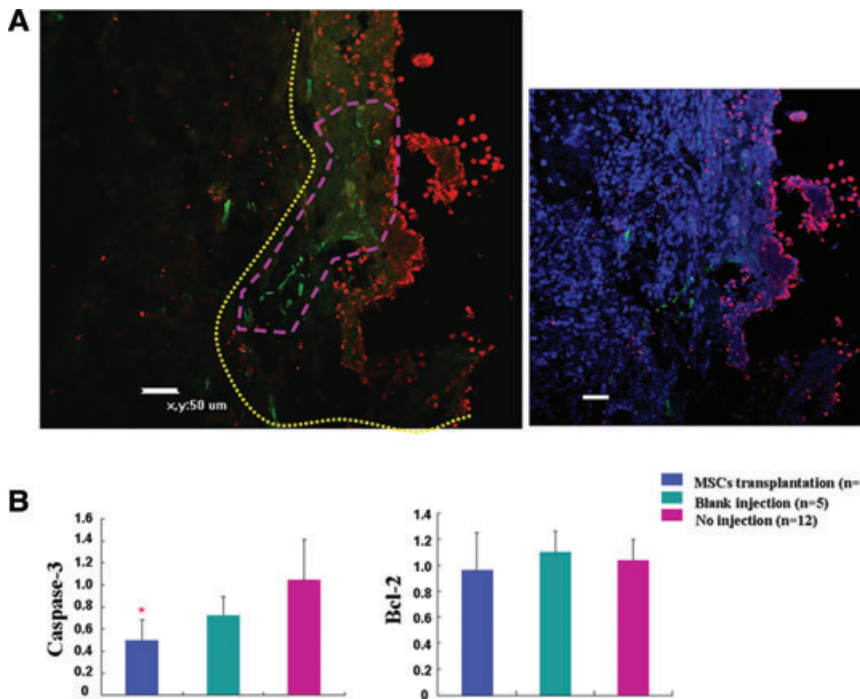 A
x,y:50 um
B
MSCs transplantation (n=
Blank injection (n=5)
No injection (n=12)
Caspase-3
1.6
1.4
1.2
1.0
0.8
0.6
0.4
0
*
Bcl-2
1.4
1.2
1.0
0.8
0.6
0.4
0.2
0